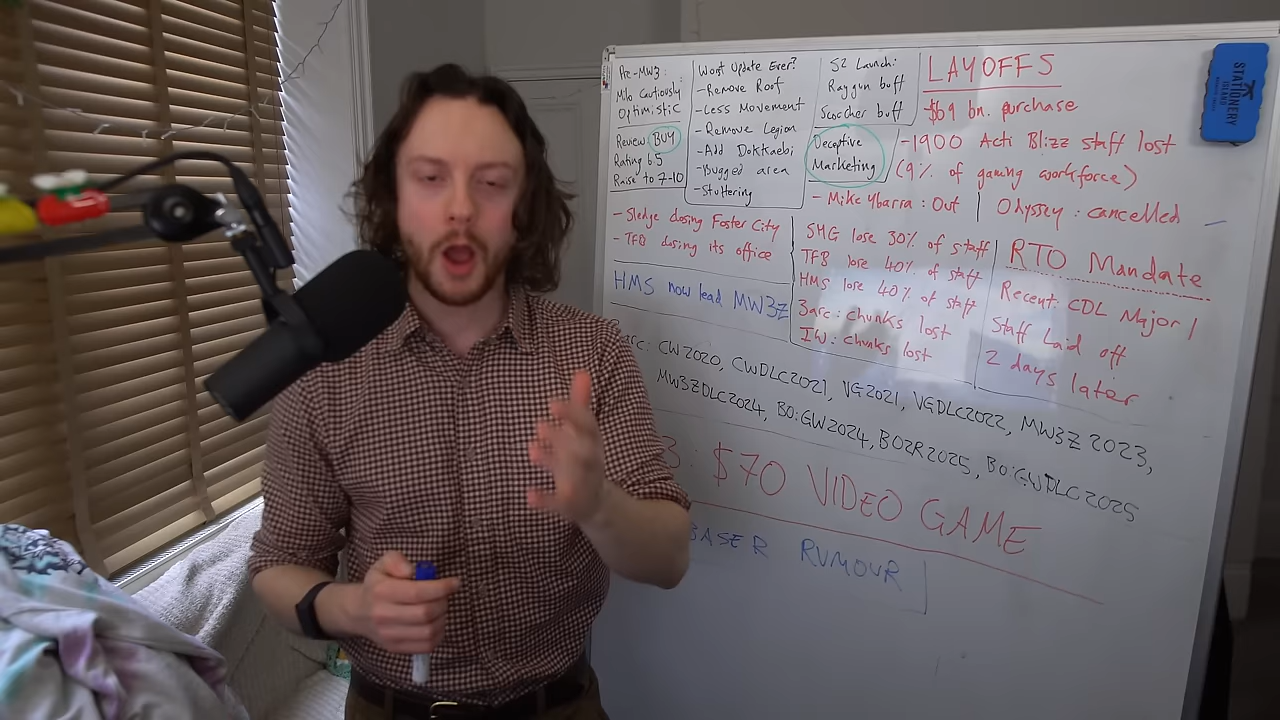 Pre-MW3:
Milo Cautiously
Optimistic
Review: BUY
Rating 6.5
Raise to 7-10
Worst Update Ever?
- Remove Roof
- Less Movement
- Remove Legion
- Add Dokkaebi
- Bugged area
- Stuttering
S2 Launch:
Raygun buff
Scorcher buff
Deceptive
Marketing
LAYOFFS
$69 bn. purchase
- 1900 Acti Blizz staff lost
(9% of gaming workforce)
- Mike Ybarra: Out
Odyssey: cancelled
- Sledge closing Foster City
- TFB closing its office
HMS now lead MW3Z
SHG lose 30% of staff
TFB lose 40% of staff
HMS lose 40% of staff
3arc: chunks lost
IW: chunks lost
RTO Mandate
Recent: CDL Major 1
Staff Laid off
2 days later
arc: CW2020, CWDLC2021, VG2021, VGDLC2022, MW3Z 2023,
MW3ZDLC2024, BO:GW2024, BO2R2025, BO:GWDLC2025
3: $70 VIDEO GAME
BASER RUMOUR
STATIONERY
ISLAND